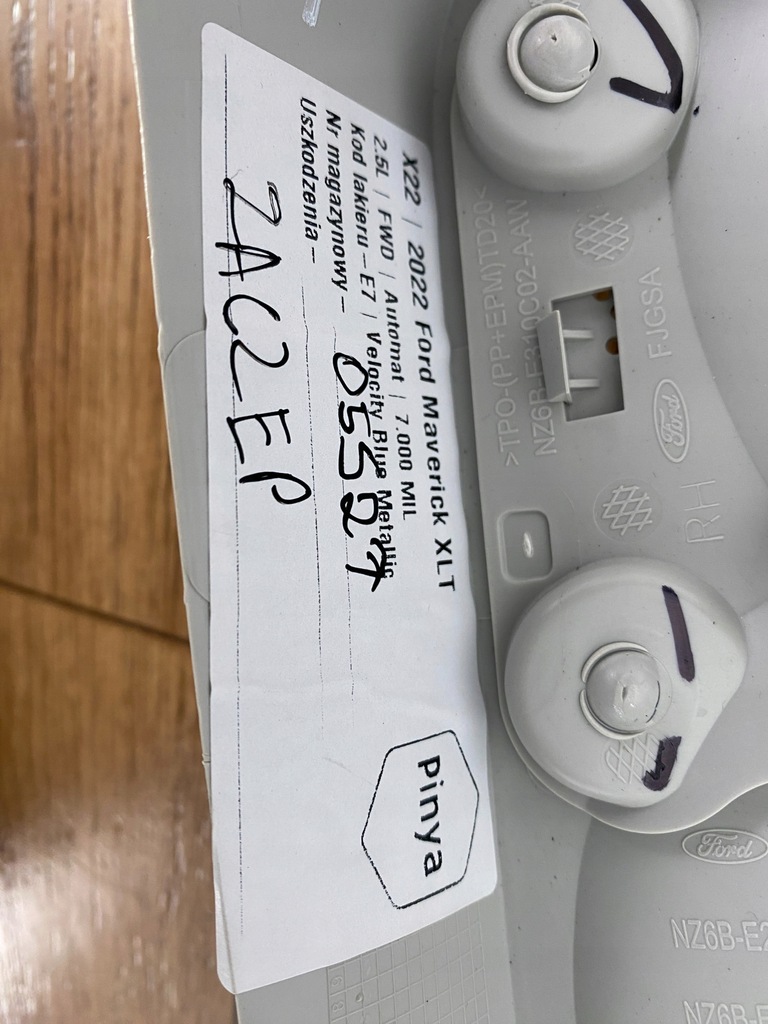 X22 | 2022 Ford Maverick XLT
2.5L | FWD | Automat | 7.000 MIL
Kod lakieru – E7 | Velocity Blue Metallic
Nr magazynowy – 05527
Uszkodzenia –
ZACZEP
Pinya
>TPO-(PP+EPM)TD20<
NZ6B-E310C02-AAW
FJGSA
Ford
RH
Ford
NZ6B-E2